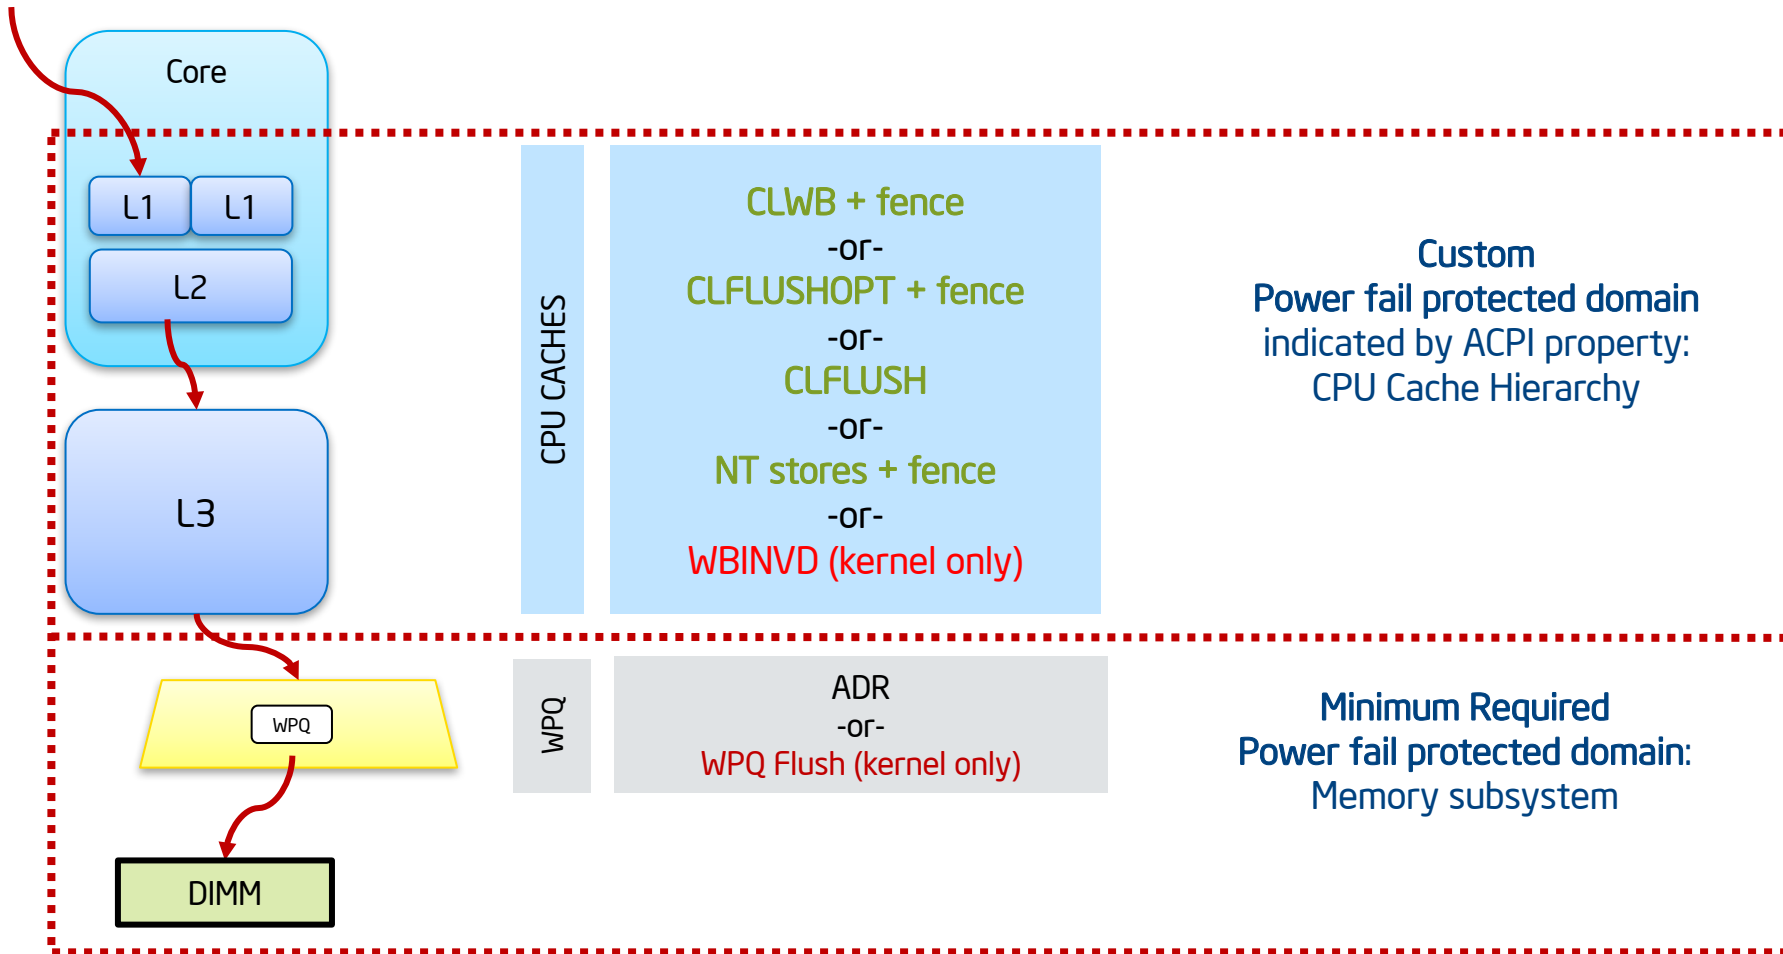 Core
L1
L1
L2
L3
WPQ
DIMM
CPU CACHES
CLWB + fence
-or-
CLFLUSHOPT + fence
-or-
CLFLUSH
-or-
NT stores + fence
-or-
WBINVD (kernel only)
Custom
Power fail protected domain
indicated by ACPI property:
CPU Cache Hierarchy
WPQ
ADR
-or-
WPQ Flush (kernel only)
Minimum Required
Power fail protected domain:
Memory subsystem